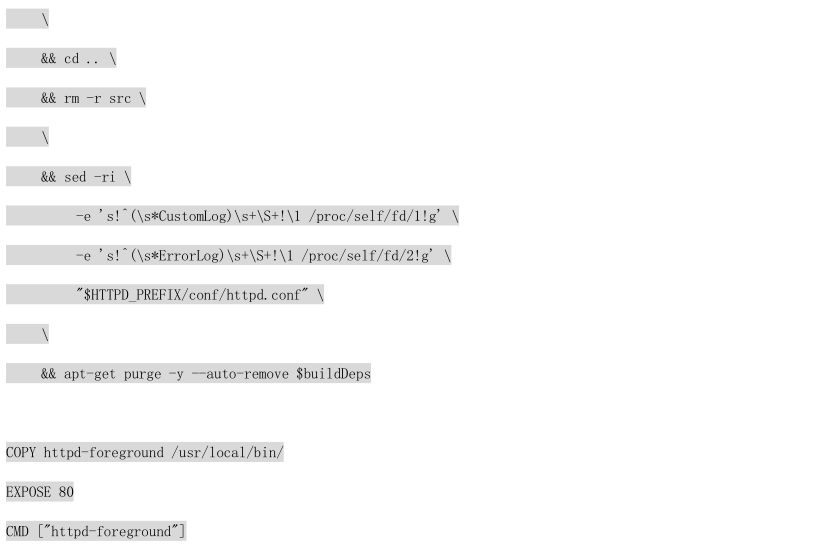 \
&& cd .. \
&& rm -r src \
\
&& sed -ri \
-e 's!^(\s*CustomLog)\s+\S+!\1 /proc/self/fd/1!g' \
-e 's!^(\s*ErrorLog)\s+\S+!\1 /proc/self/fd/2!g' \
"$HTTPD_PREFIX/conf/httpd.conf" \
\
&& apt-get purge -y --auto-remove $buildDeps
COPY httpd-foreground /usr/local/bin/
EXPOSE 80
CMD ["httpd-foreground"]